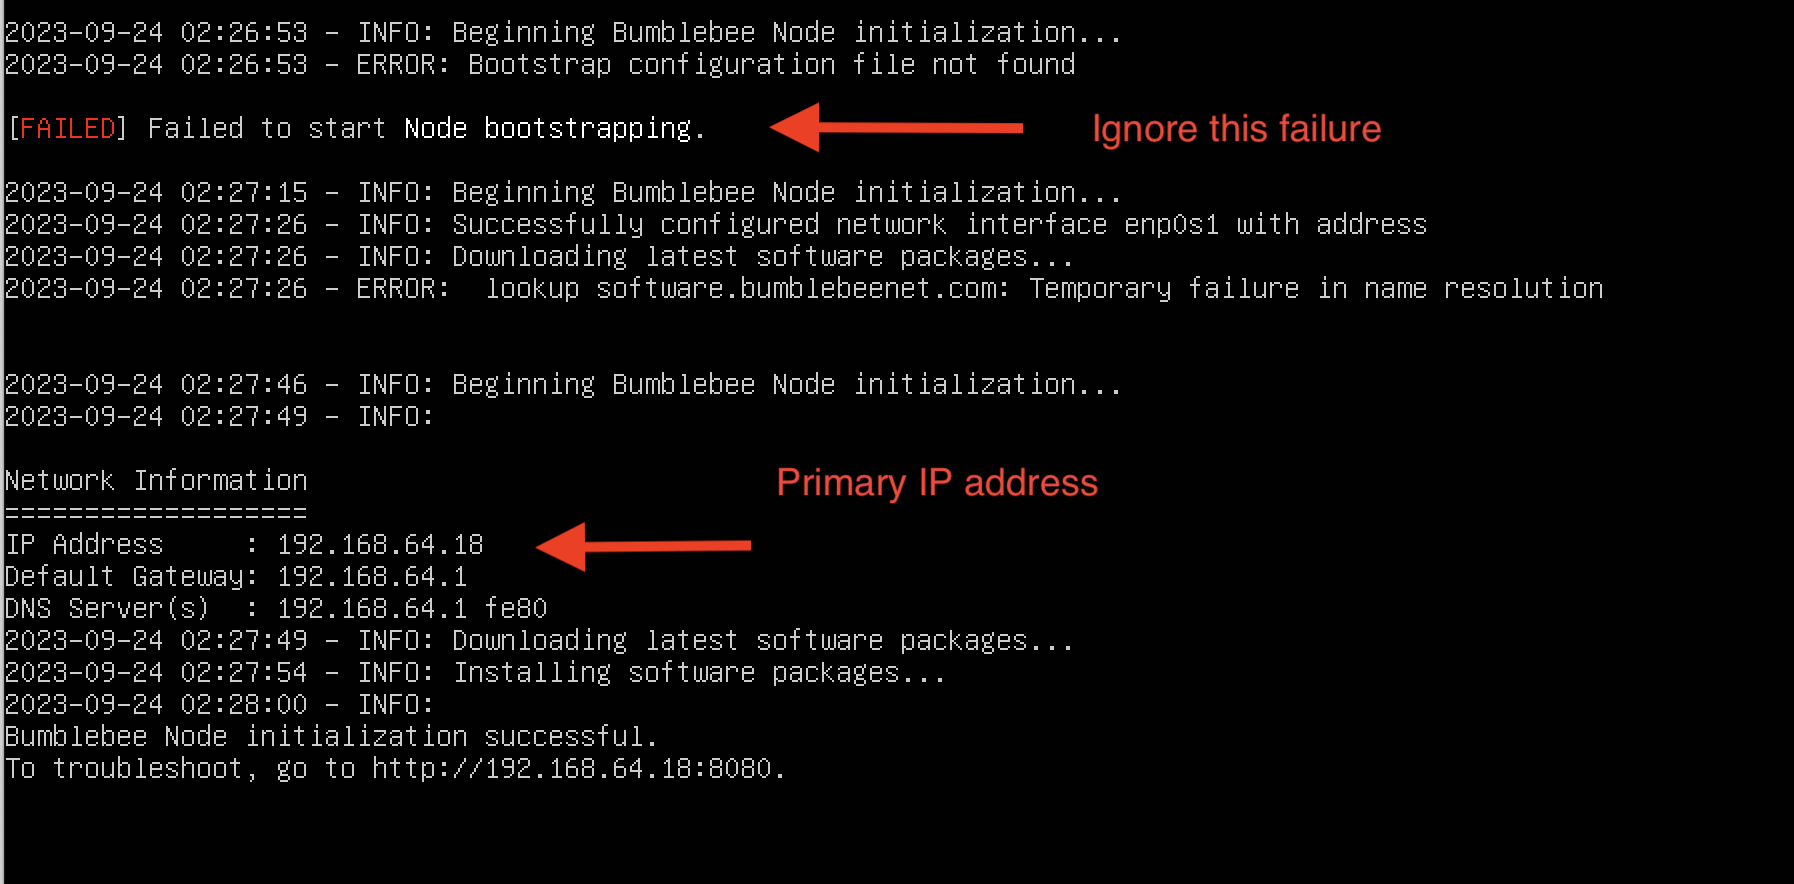 2023-09-24 02:26:53 - INFO: Beginning Bumblebee Node initialization...
2023-09-24 02:26:53 - ERROR: Bootstrap configuration file not found
[FAILED] Failed to start Node bootstrapping.
Ignore this failure
2023-09-24 02:27:15 - INFO: Beginning Bumblebee Node initialization...
2023-09-24 02:27:26 - INFO: Successfully configured network interface enp0s1 with address
2023-09-24 02:27:26 - INFO: Downloading latest software packages...
2023-09-24 02:27:26 - ERROR:  lookup software.bumblebeenet.com: Temporary failure in name resolution
2023-09-24 02:27:46 - INFO: Beginning Bumblebee Node initialization...
2023-09-24 02:27:49 - INFO:
Network Information
===================
Primary IP address
IP Address     : 192.168.64.18
Default Gateway: 192.168.64.1
DNS Server(s)  : 192.168.64.1 fe80
2023-09-24 02:27:49 - INFO: Downloading latest software packages...
2023-09-24 02:27:54 - INFO: Installing software packages...
2023-09-24 02:28:00 - INFO:
Bumblebee Node initialization successful.
To troubleshoot, go to http://192.168.64.18:8080.